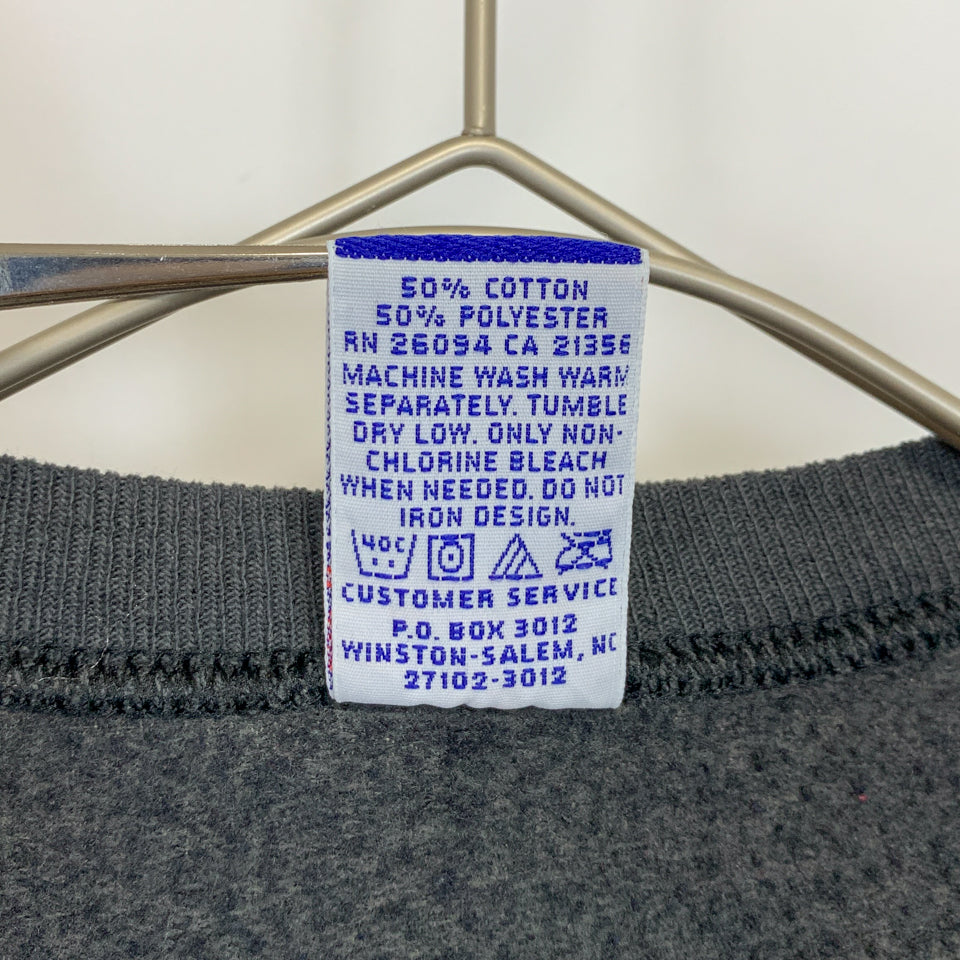 50% COTTON
50% POLYESTER
RN 26094 CA 21356
MACHINE WASH WARM
SEPARATELY. TUMBLE
DRY LOW. ONLY NON-
CHLORINE BLEACH
WHEN NEEDED. DO NOT
IRON DESIGN.
40C
CUSTOMER SERVICE
P.O. BOX 3012
WINSTON-SALEM, NC
27102-3012